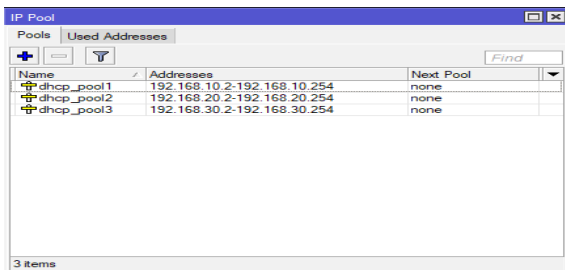 IP Pool
Pools Used Addresses
Find
Name Addresses Next Pool
dhcp_pool1 192.168.10.2-192.168.10.254 none
dhcp_pool2 192.168.20.2-192.168.20.254 none
dhcp_pool3 192.168.30.2-192.168.30.254 none
3 items